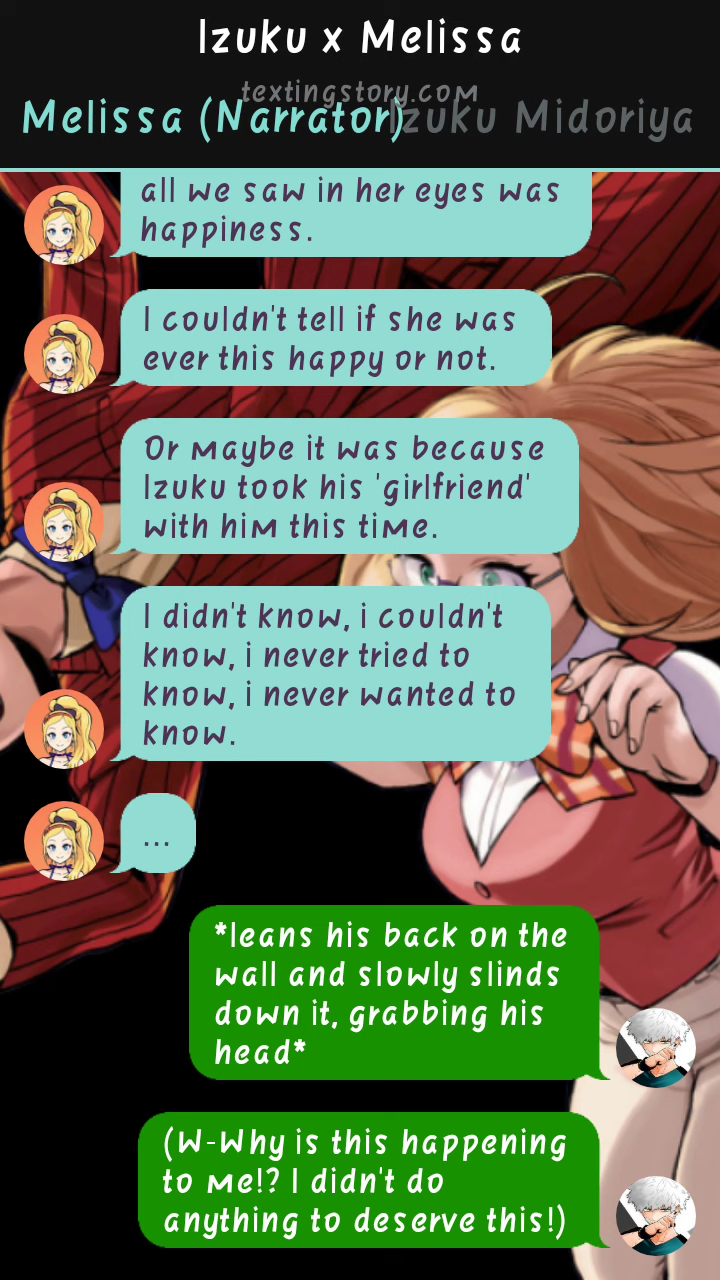 Izuku x Melissa
textingstory.com
Melissa (Narrator) Izuku Midoriya
all we saw in her eyes was
happiness.
I couldn't tell if she was
ever this happy or not.
Or maybe it was because
Izuku took his 'girlfriend'
with him this time.
I didn't know, i couldn't
know, i never tried to
know, i never wanted to
know.
...
*leans his back on the
wall and slowly slinds
down it, grabbing his
head*
(W-Why is this happening
to me!? I didn't do
anything to deserve this!)